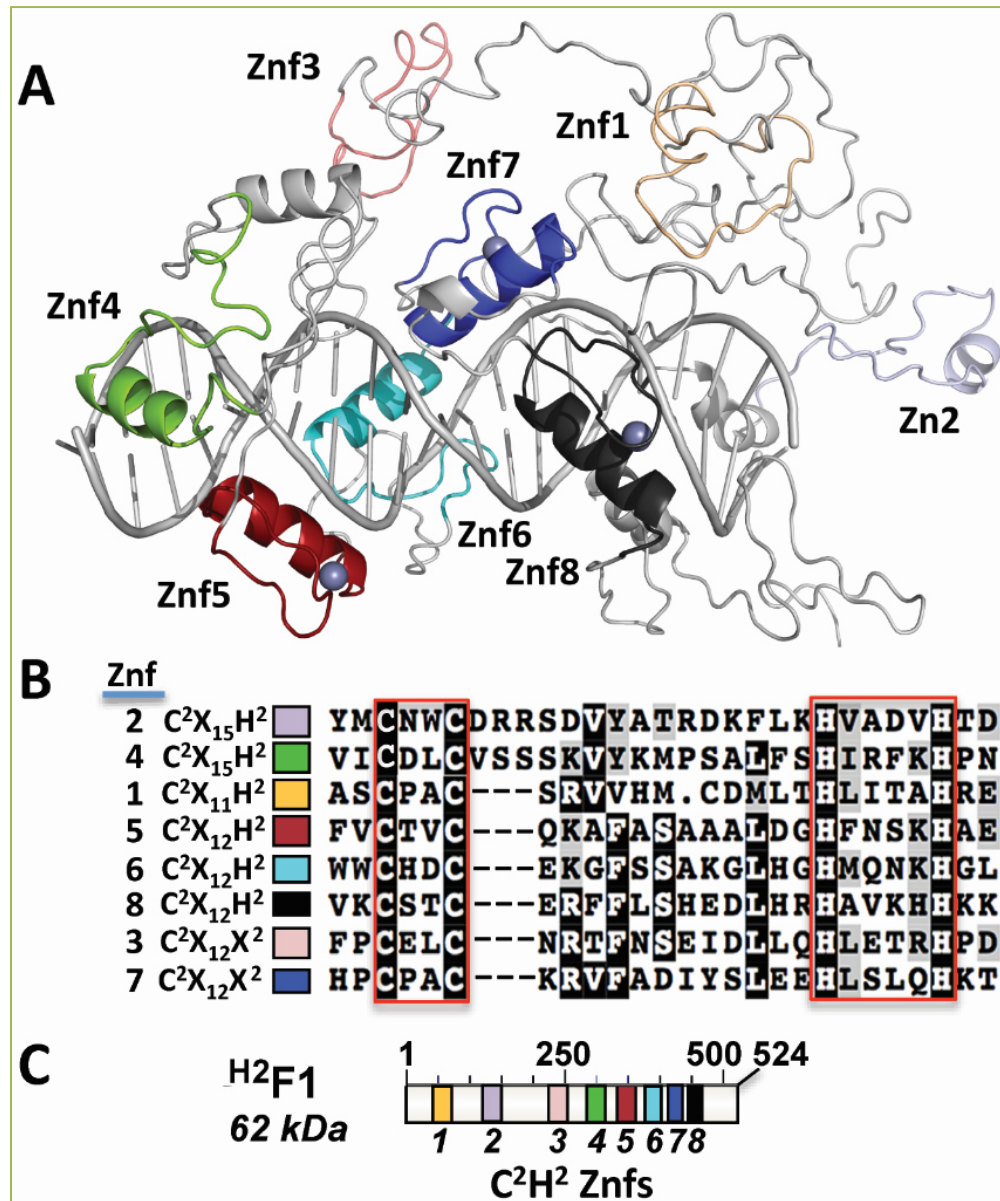 A
Znf3
Znf1
Znf7
Znf4
Zn2
Znf6
Znf8
Znf5
B
Znf
2 C²X₁₅H² YMCNWCDRRSDVYATRDKFLKHVADVHTD
4 C²X₁₅H² VICDLCVSSSKVYKMPSALFSHIRFKHPN
1 C²X₁₁H² ASCPAC---SRVVHM.CDMLTHLITAHRE
5 C²X₁₂H² FVCTVC---QKAFASAAALDGHFNSKHAE
6 C²X₁₂H² WWCHDC---EKGFSSAKGLHGHMQNKHGL
8 C²X₁₂H² VKCSTC---ERFFLSHEDLHRHAVKHHKK
3 C²X₁₂X² FPCELC---NRTFNSEIDLLQHLETRHPD
7 C²X₁₂X² HPCPAC---KRVFADIYSLEEHLSLQHKT
C
1 250 500 524
ᴴ²F1
62 kDa
1 2 3 4 5 6 7 8
C²H² Znfs